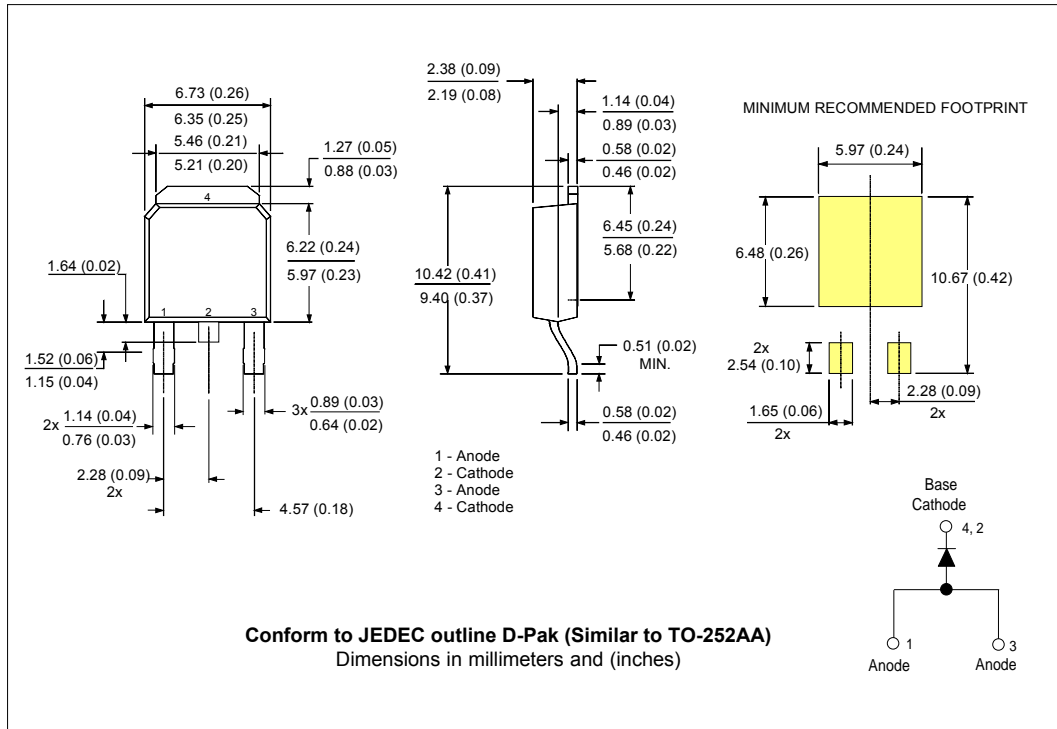 6.73 (0.26)
6.35 (0.25)
5.46 (0.21)
5.21 (0.20)
1.27 (0.05)
0.88 (0.03)
4
6.22 (0.24)
5.97 (0.23)
1.64 (0.02)
1 2 3
1.52 (0.06)
1.15 (0.04)
2x 1.14 (0.04)
0.76 (0.03)
3x 0.89 (0.03)
0.64 (0.02)
2.28 (0.09)
2x
4.57 (0.18)
2.38 (0.09)
2.19 (0.08)
1.14 (0.04)
0.89 (0.03)
0.58 (0.02)
0.46 (0.02)
6.45 (0.24)
5.68 (0.22)
10.42 (0.41)
9.40 (0.37)
0.51 (0.02)
MIN.
0.58 (0.02)
0.46 (0.02)
1 - Anode
2 - Cathode
3 - Anode
4 - Cathode
MINIMUM RECOMMENDED FOOTPRINT
5.97 (0.24)
6.48 (0.26)
10.67 (0.42)
2x
2.54 (0.10)
2.28 (0.09)
2x
1.65 (0.06)
2x
Base
Cathode
4, 2
1
Anode
3
Anode
Conform to JEDEC outline D-Pak (Similar to TO-252AA)
Dimensions in millimeters and (inches)